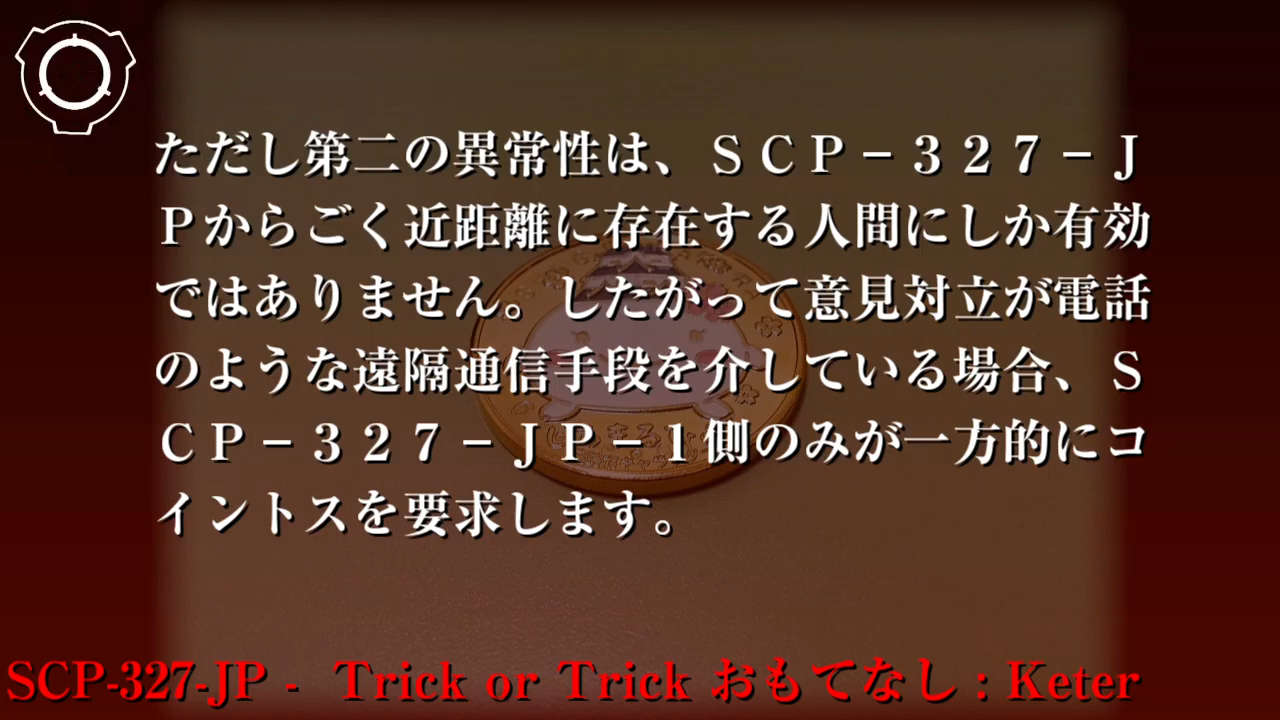 ただし第二の異常性は、ＳＣＰ－３２７－Ｊ
Ｐからごく近距離に存在する人間にしか有効
ではありません。したがって意見対立が電話
のような遠隔通信手段を介している場合、Ｓ
ＣＰ－３２７－ＪＰ－１側のみが一方的にコ
イントスを要求します。
SCP-327-JP - Trick or Trick おもてなし : Keter